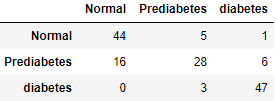 Normal Prediabetes diabetes
Normal 44 5 1
Prediabetes 16 28 6
diabetes 0 3 47